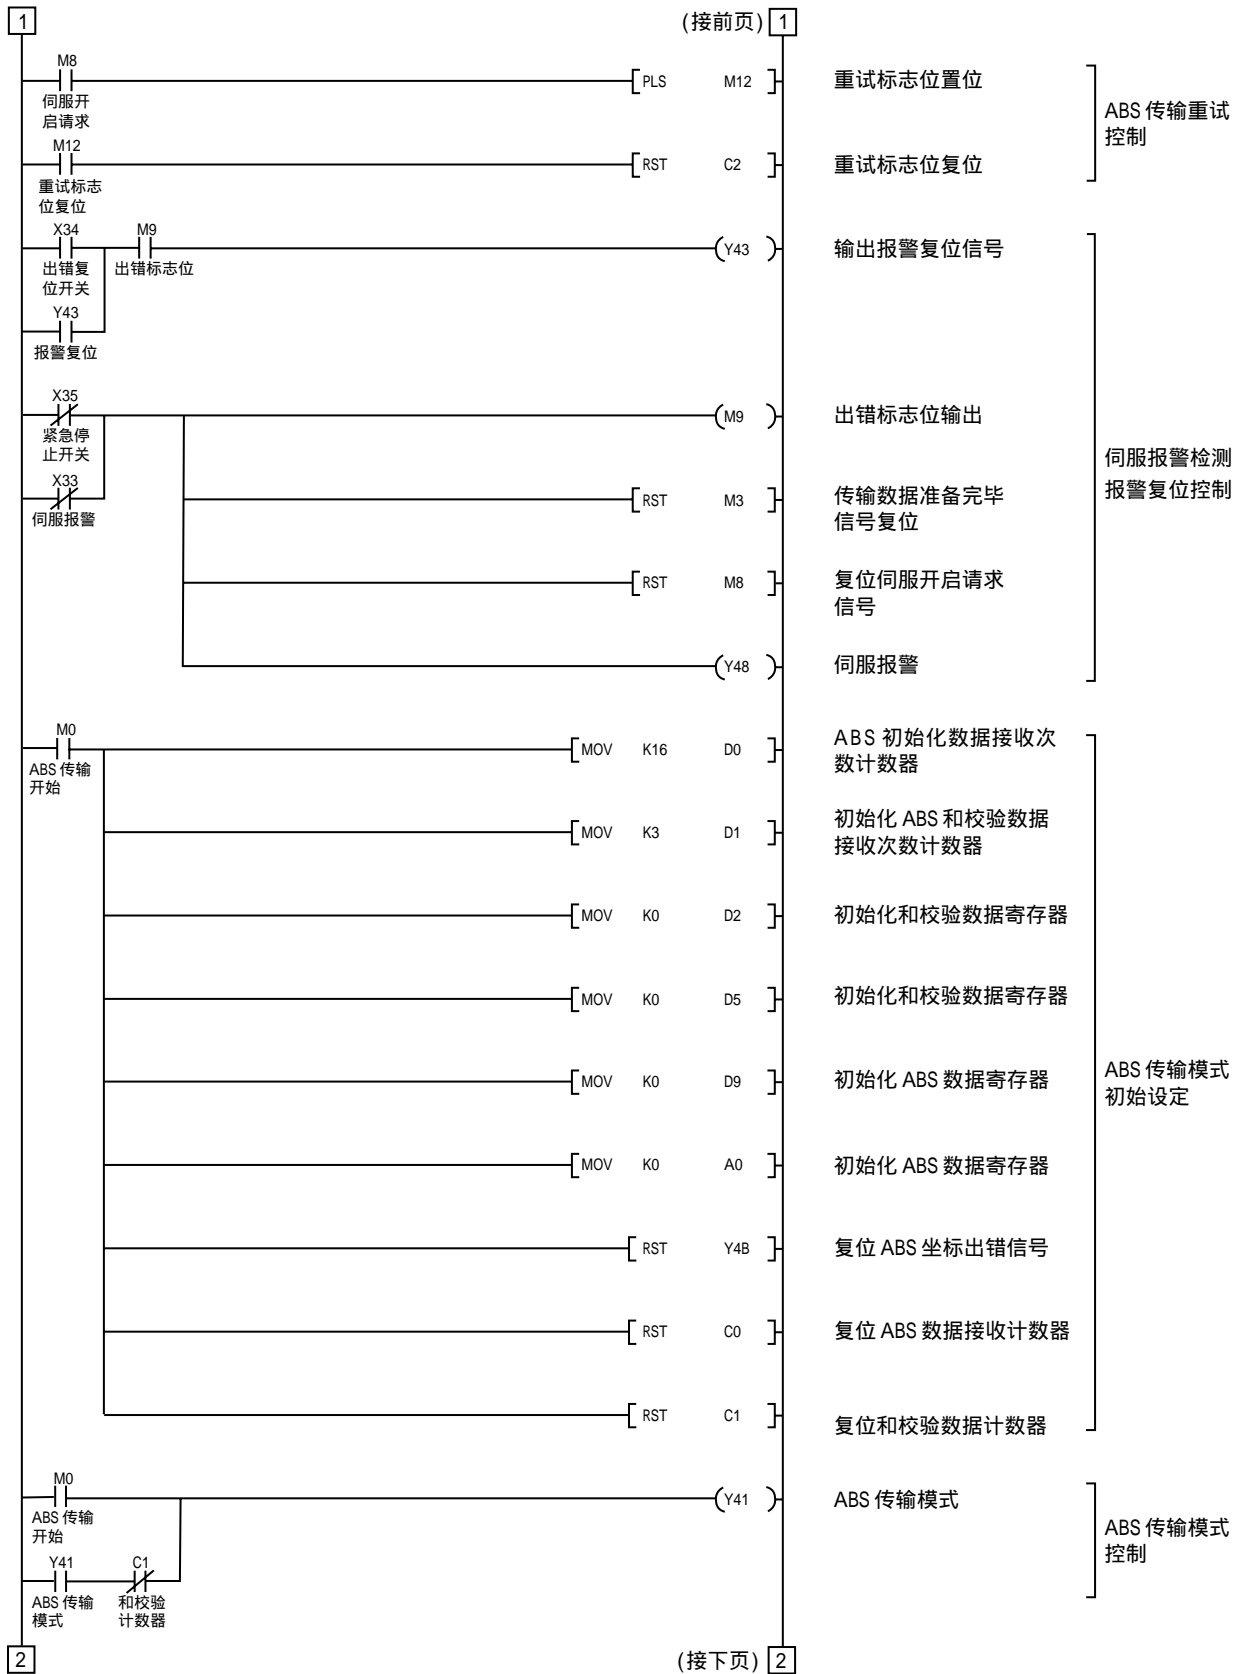 1
(接前页) 1
M8
PLS M12
重试标志位置位
伺服开
启请求
ABS 传输重试
控制
M12
RST C2
重试标志位复位
重试标志
位复位
X34
M9
Y43
输出报警复位信号
出错复
位开关
出错标志位
Y43
报警复位
X35
M9
出错标志位输出
紧急停
止开关
伺服报警检测
报警复位控制
X33
伺服报警
RST M3
传输数据准备完毕
信号复位
RST M8
复位伺服开启请求
信号
Y48
伺服报警
M0
MOV K16 D0
ABS 初始化数据接收次
数计数器
ABS 传输
开始
MOV K3 D1
初始化 ABS 和校验数据
接收次数计数器
MOV K0 D2
初始化和校验数据寄存器
MOV K0 D5
初始化和校验数据寄存器
MOV K0 D9
初始化 ABS 数据寄存器
ABS 传输模式
初始设定
MOV K0 A0
初始化 ABS 数据寄存器
RST Y4B
复位 ABS 坐标出错信号
RST C0
复位 ABS 数据接收计数器
RST C1
复位和校验数据计数器
M0
Y41
ABS 传输模式
ABS 传输
开始
ABS 传输模式
控制
Y41
C1
ABS 传输
模式
和校验
计数器
2
(接下页) 2